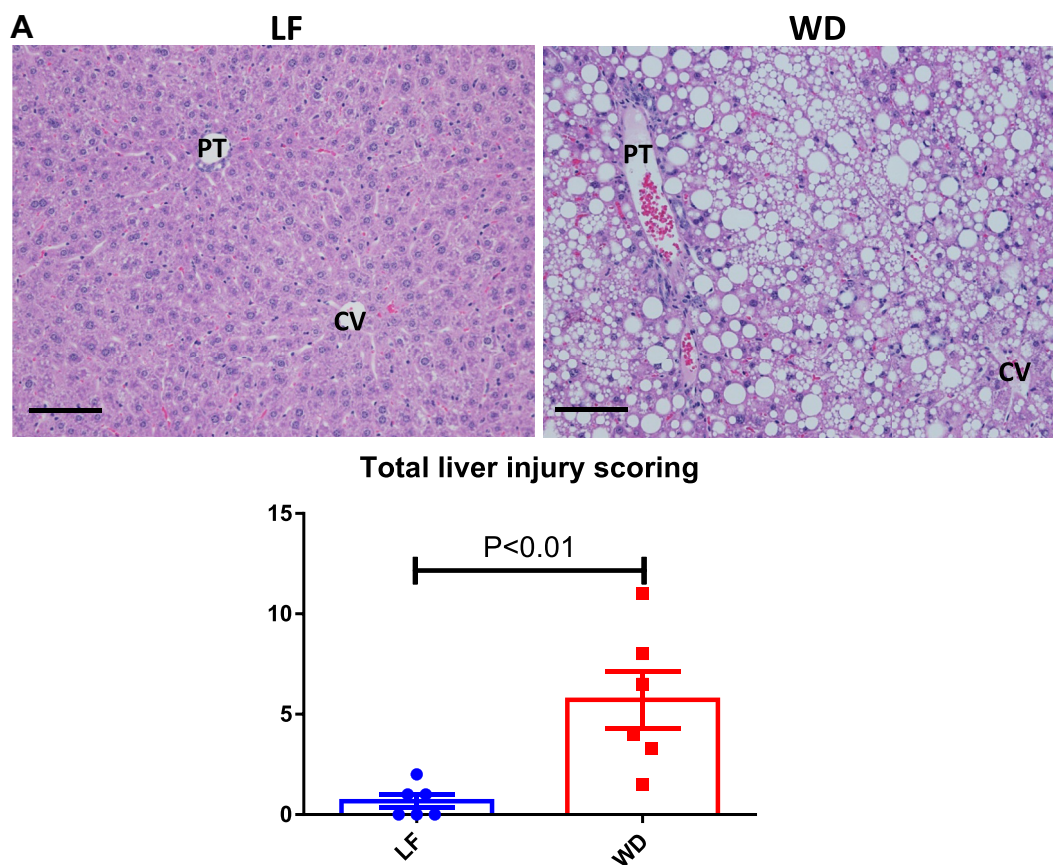 A
LF
WD
PT
CV
PT
CV
Total liver injury scoring
15
P<0.01
10
5
0
LF
WD